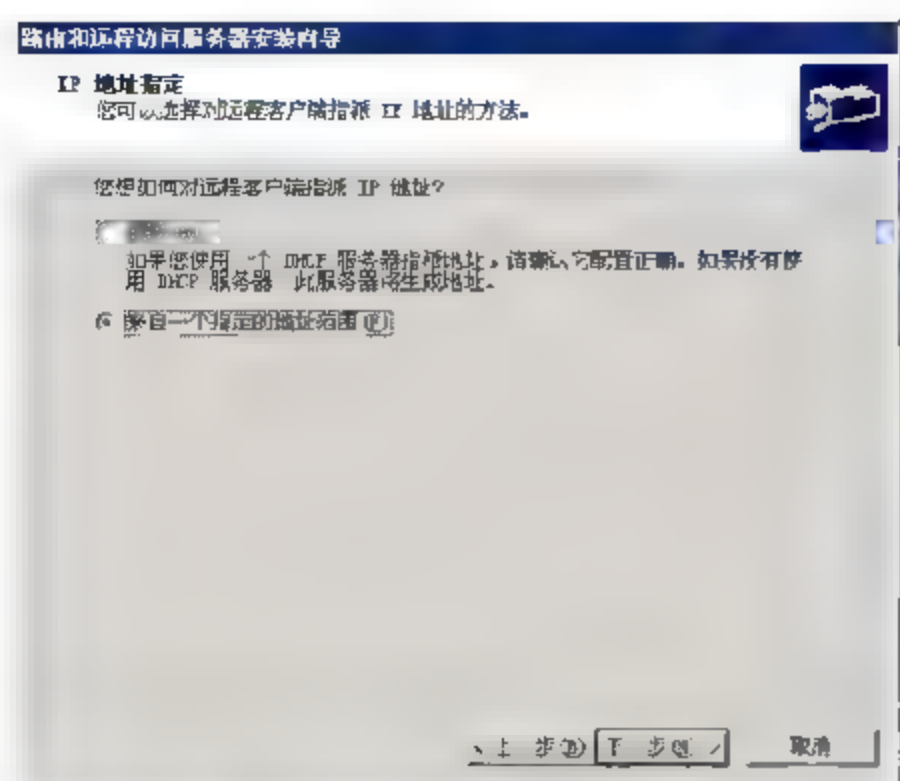 路由和远程访问服务器安装向导
IP 地址指定
您可以选择对远程客户端指派 IP 地址的方法。
您想如何对远程客户端指派 IP 地址?
如果您使用一个 DHCP 服务器指派地址，请确认它配置正确。如果没有使
用 DHCP 服务器 此服务器将生成地址。
来自一个指定的地址范围(F)
上一步(B) 下一步(N) 取消